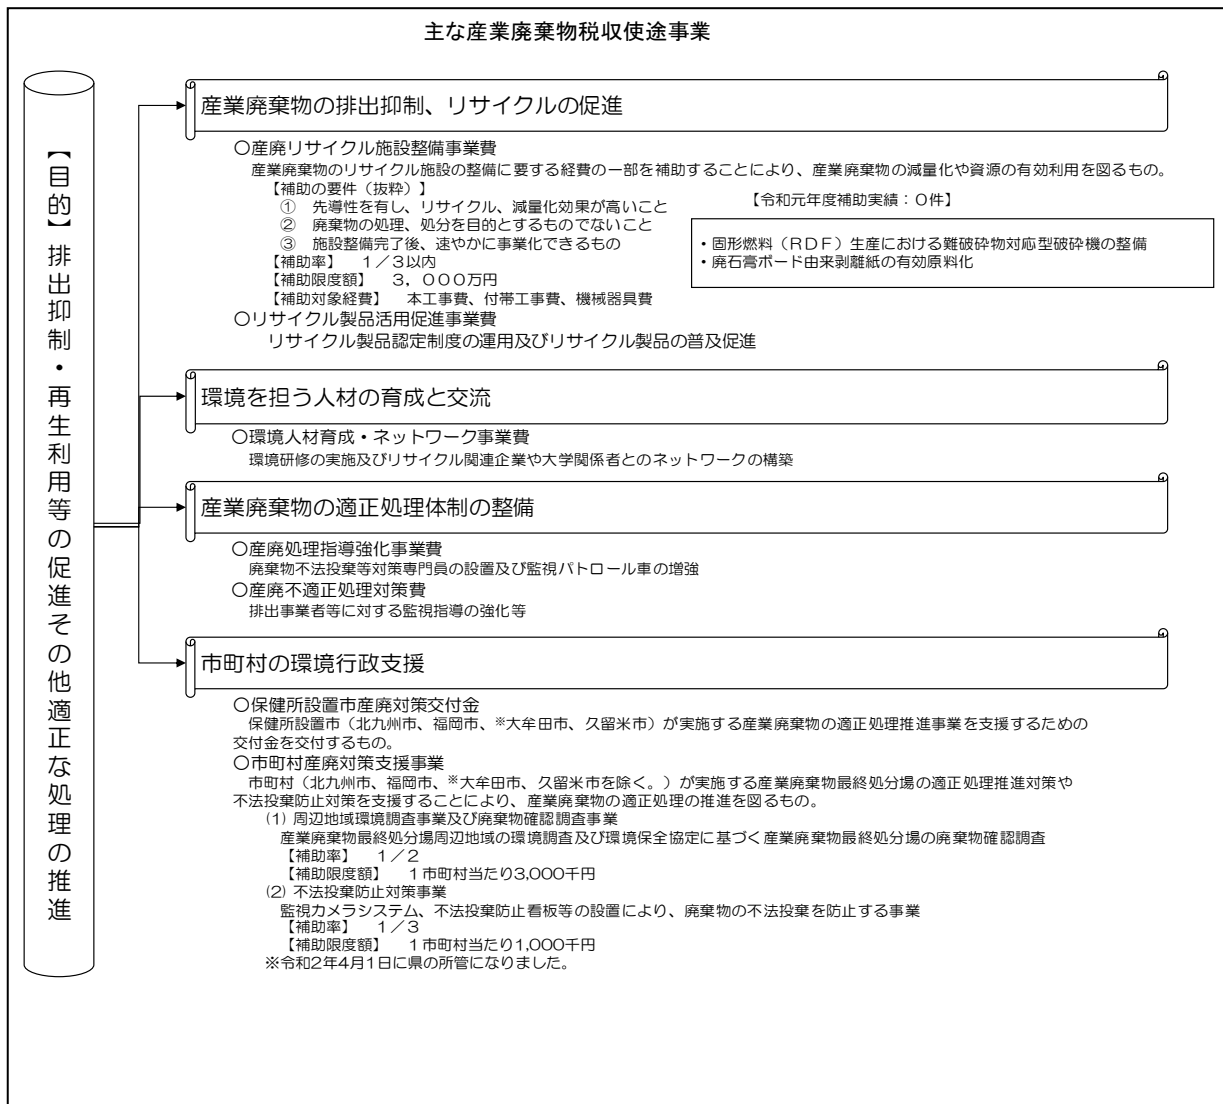 主な産業廃棄物税収使途事業
【目的】排出抑制・再生利用等の促進その他適正な処理の推進
産業廃棄物の排出抑制、リサイクルの促進
○産廃リサイクル施設整備事業費
産業廃棄物のリサイクル施設の整備に要する経費の一部を補助することにより、産業廃棄物の減量化や資源の有効利用を図るもの。
【補助の要件（抜粋）】
① 先導性を有し、リサイクル、減量化効果が高いこと
② 廃棄物の処理、処分を目的とするものでないこと
③ 施設整備完了後、速やかに事業化できるもの
【補助率】 １／３以内
【補助限度額】 ３，０００万円
【補助対象経費】 本工事費、付帯工事費、機械器具費
【令和元年度補助実績：０件】
・固形燃料（ＲＤＦ）生産における難破砕物対応型破砕機の整備
・廃石膏ボード由来剥離紙の有効原料化
○リサイクル製品活用促進事業費
リサイクル製品認定制度の運用及びリサイクル製品の普及促進
環境を担う人材の育成と交流
○環境人材育成・ネットワーク事業費
環境研修の実施及びリサイクル関連企業や大学関係者とのネットワークの構築
産業廃棄物の適正処理体制の整備
○産廃処理指導強化事業費
廃棄物不法投棄等対策専門員の設置及び監視パトロール車の増強
○産廃不適正処理対策費
排出事業者等に対する監視指導の強化等
市町村の環境行政支援
○保健所設置市産廃対策交付金
保健所設置市（北九州市、福岡市、※大牟田市、久留米市）が実施する産業廃棄物の適正処理推進事業を支援するための
交付金を交付するもの。
○市町村産廃対策支援事業
市町村（北九州市、福岡市、※大牟田市、久留米市を除く。）が実施する産業廃棄物最終処分場の適正処理推進対策や
不法投棄防止対策を支援することにより、産業廃棄物の適正処理の推進を図るもの。
(1) 周辺地域環境調査事業及び廃棄物確認調査事業
産業廃棄物最終処分場周辺地域の環境調査及び環境保全協定に基づく産業廃棄物最終処分場の廃棄物確認調査
【補助率】 １／２
【補助限度額】 １市町村当たり3,000千円
(2) 不法投棄防止対策事業
監視カメラシステム、不法投棄防止看板等の設置により、廃棄物の不法投棄を防止する事業
【補助率】 １／３
【補助限度額】 １市町村当たり1,000千円
※令和2年4月1日に県の所管になりました。